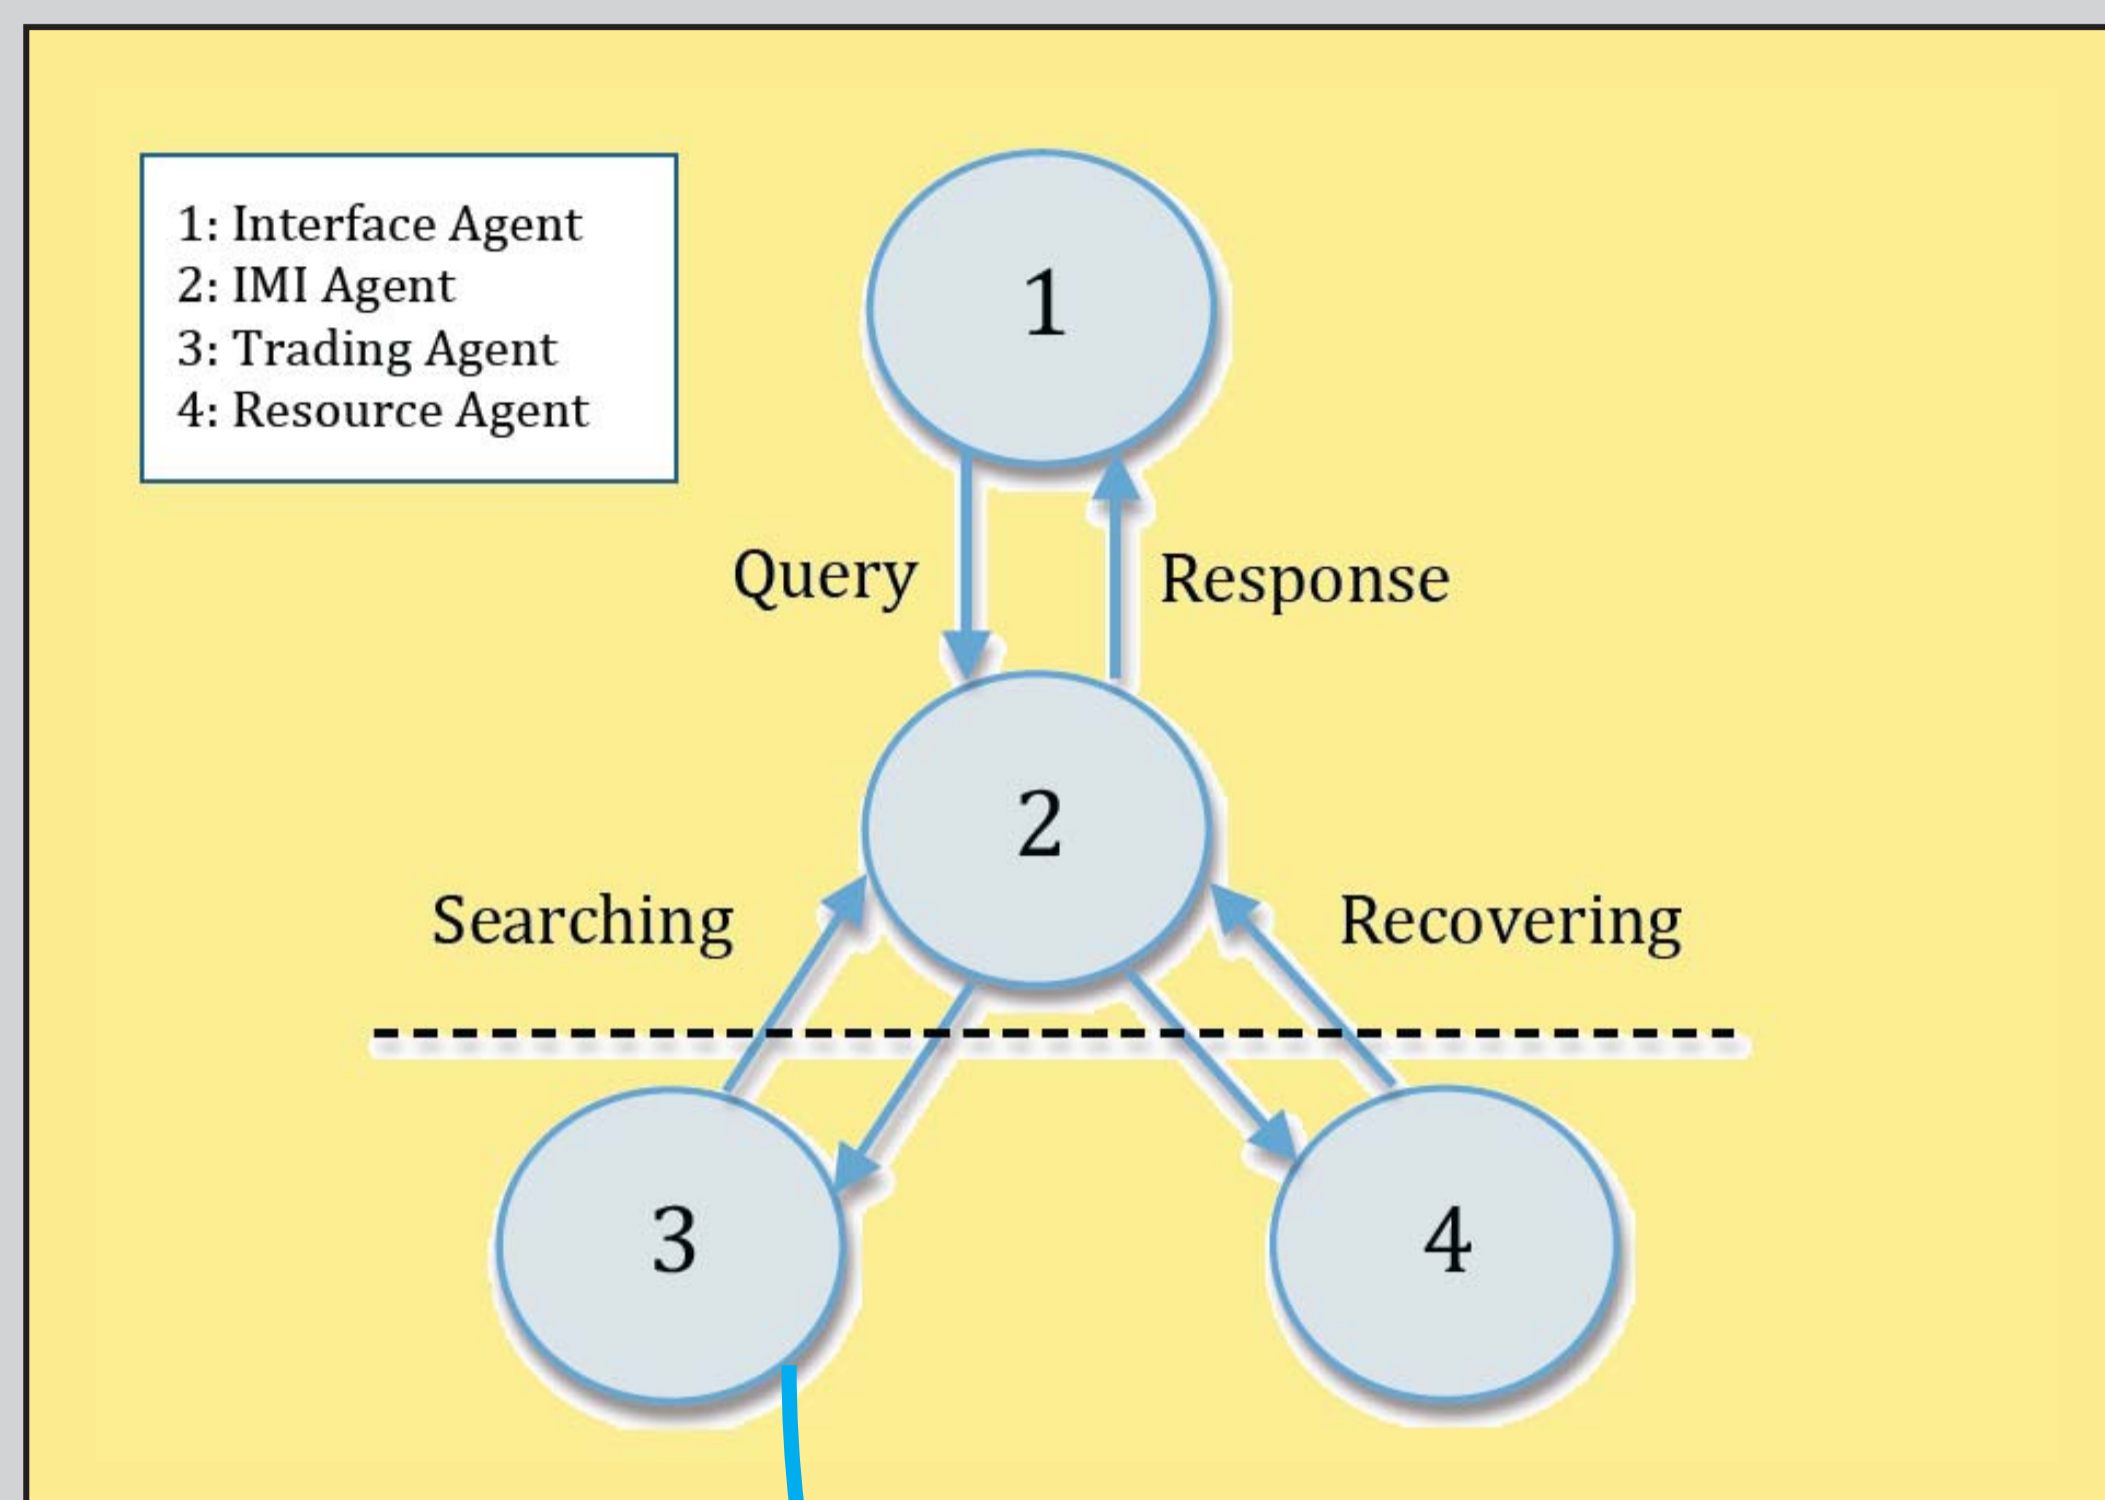 1: Interface Agent
2: IMI Agent
3: Trading Agent
4: Resource Agent
1
Query
Response
2
Searching
Recovering
3
4